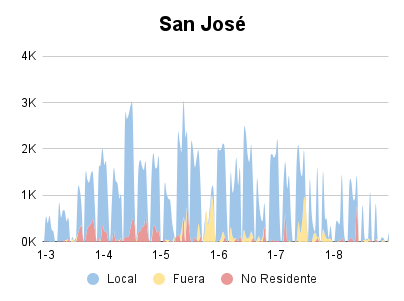 San José
4K
3K
2K
1K
0K
1-3 1-4 1-5 1-6 1-7 1-8
Local Fuera No Residente